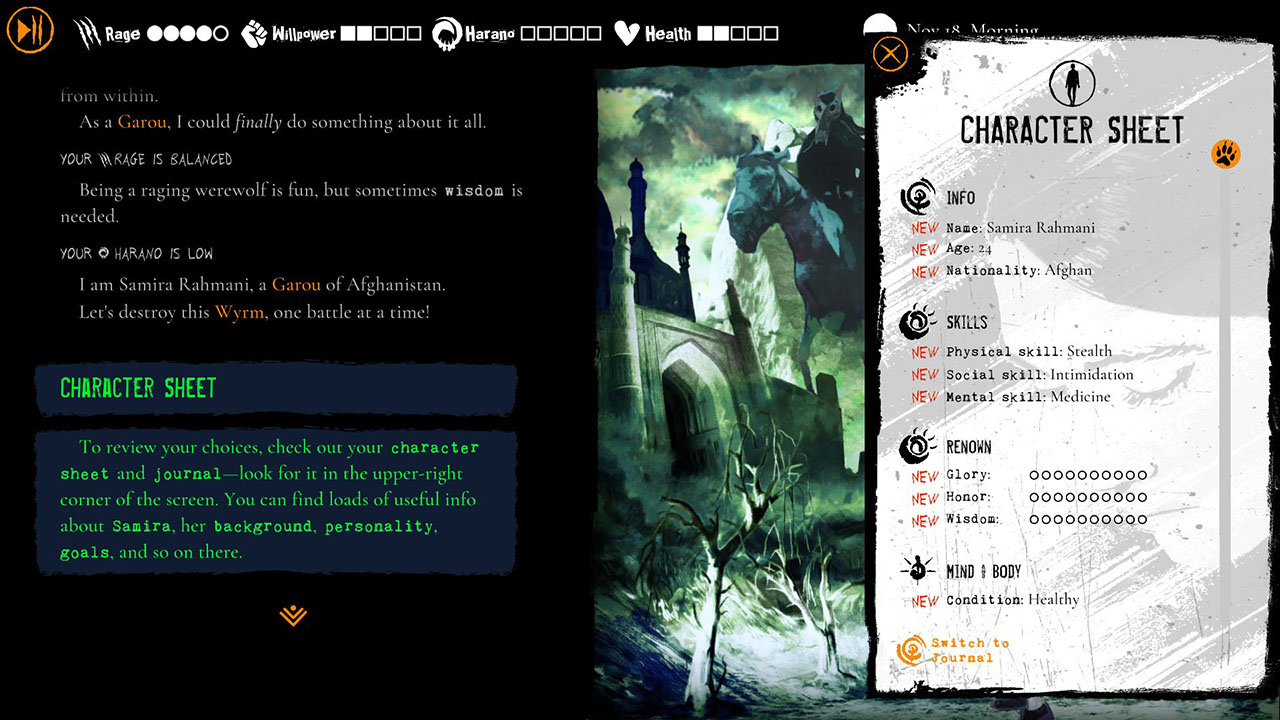 Rage Willpower Harano Health
Nov 18, Morning
from within.
As a Garou, I could finally do something about it all.
YOUR RAGE IS BALANCED
Being a raging werewolf is fun, but sometimes wisdom is
needed.
YOUR HARANO IS LOW
I am Samira Rahmani, a Garou of Afghanistan.
Let's destroy this Wyrm, one battle at a time!
CHARACTER SHEET
To review your choices, check out your character
sheet and journal—look for it in the upper-right
corner of the screen. You can find loads of useful info
about Samira, her background, personality,
goals, and so on there.
CHARACTER SHEET
INFO
NEW Name: Samira Rahmani
NEW Age: 24
NEW Nationality: Afghan
SKILLS
NEW Physical skill: Stealth
NEW Social skill: Intimidation
NEW Mental skill: Medicine
RENOWN
NEW Glory:
NEW Honor:
NEW Wisdom:
MIND & BODY
NEW Condition: Healthy
Switch to
Journal